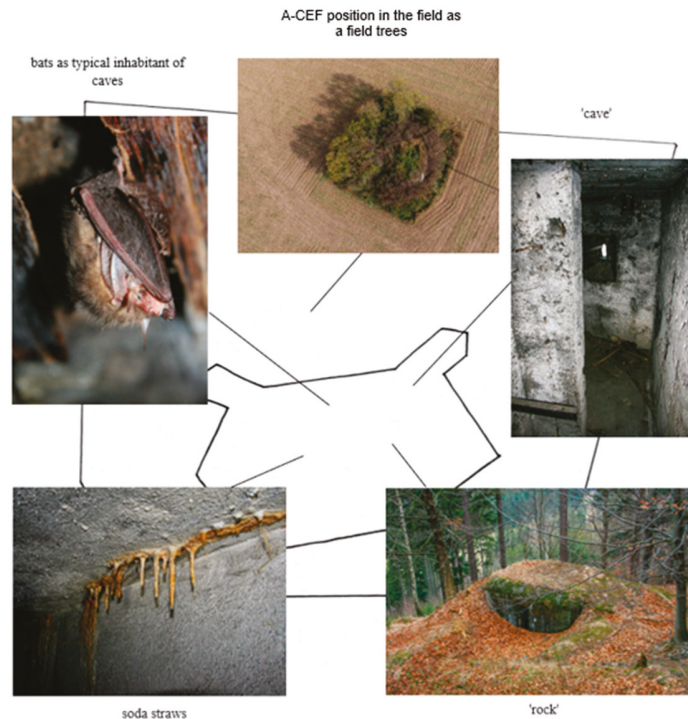 A-CEF position in the field as
a field trees
bats as typical inhabitant of
caves
'cave'
soda straws
'rock'